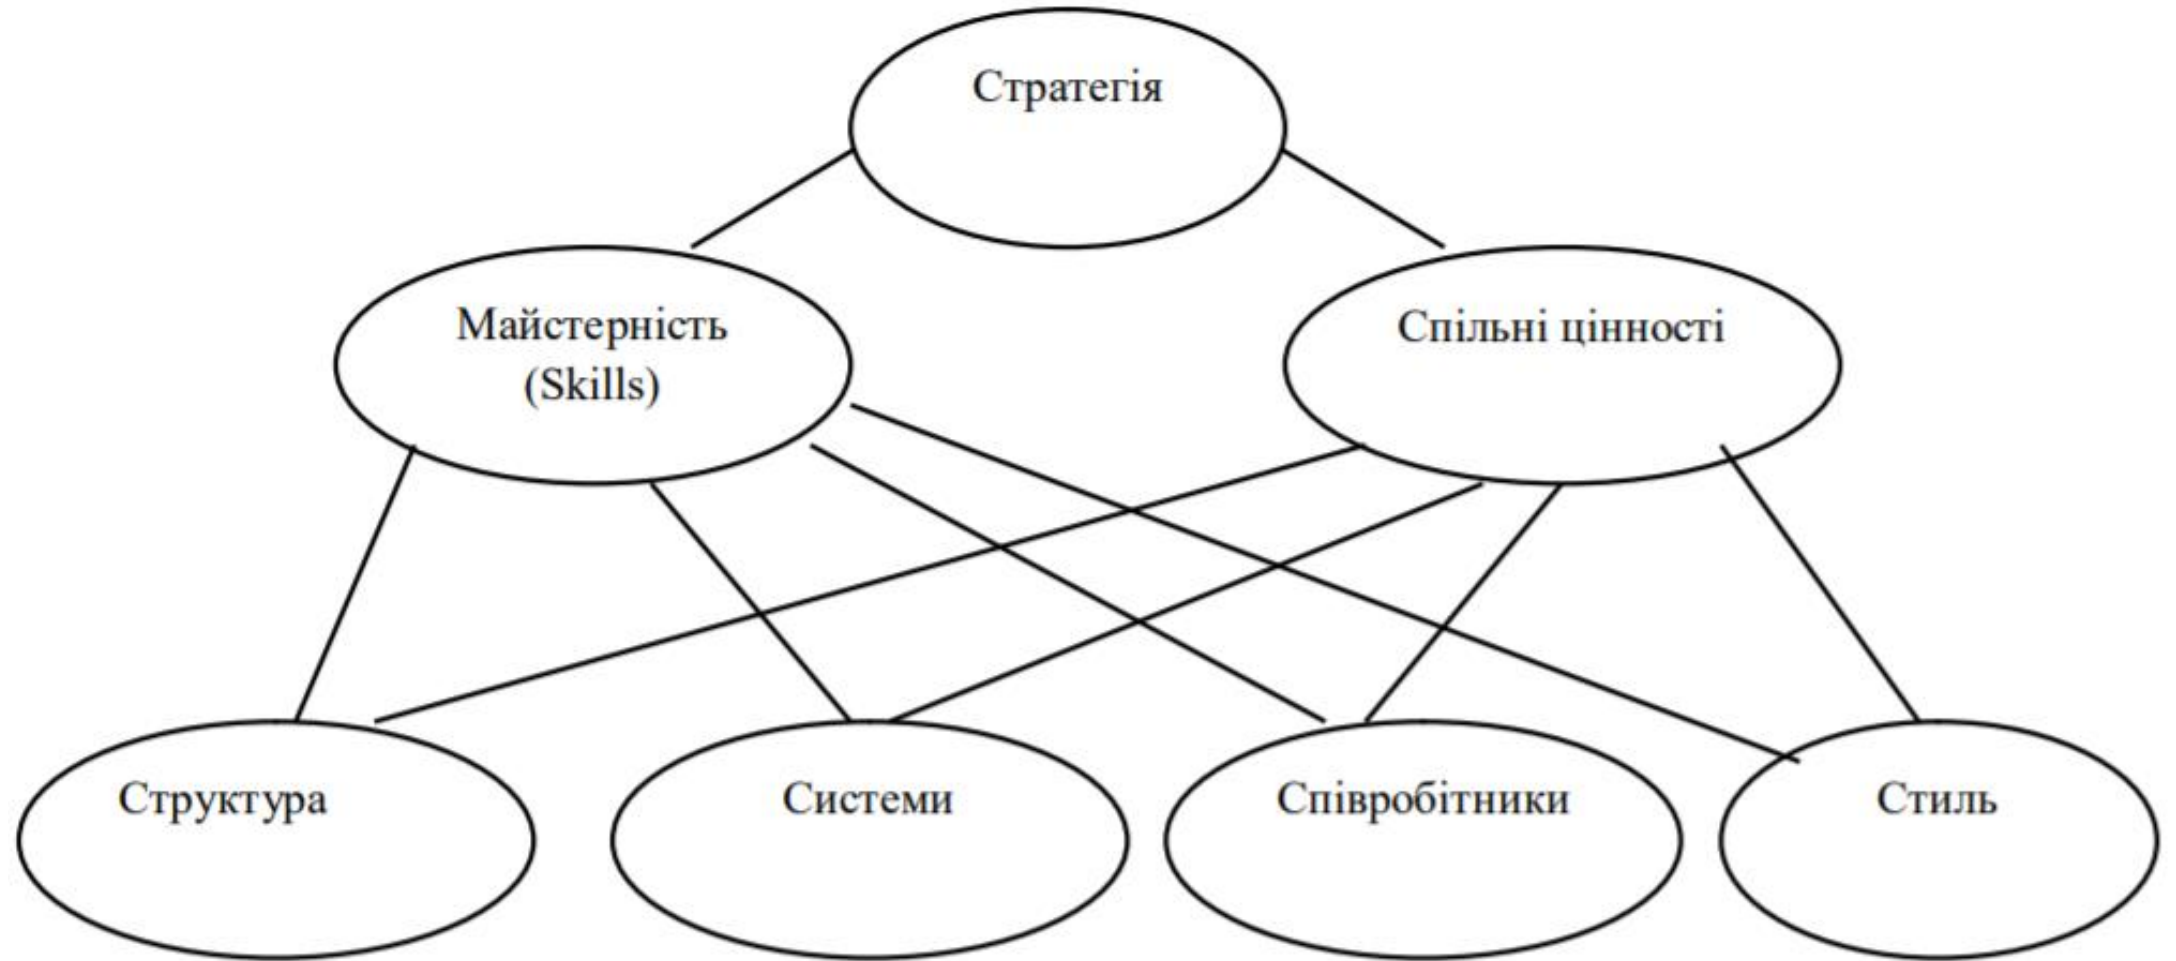 Стратегія
Майстерність
(Skills)
Спільні цінності
Структура
Системи
Співробітники
Стиль